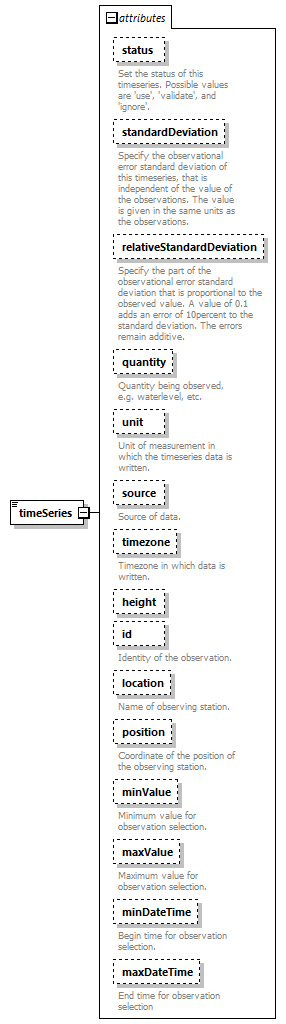 attributes
status
Set the status of this
timeseries. Possible values
are 'use', 'validate', and
'ignore'.
standardDeviation
Specify the observational
error standard deviation of
this timeseries, that is
independent of the value of
the observations. The value
is given in the same units as
the observations.
relativeStandardDeviation
Specify the part of the
observational error standard
deviation that is proportional to the
observed value. A value of 0.1
adds an error of 10percent to the
standard deviation. The errors
remain additive.
quantity
Quantity being observed,
e.g. waterlevel, etc.
unit
Unit of measurement in
which the timeseries data is
written.
timeSeries
source
Source of data.
timezone
Timezone in which data is
written.
height
id
Identity of the observation.
location
Name of observing station.
position
Coordinate of the position of
the observing station.
minValue
Minimum value for
observation selection.
maxValue
Maximum value for
observation selection.
minDateTime
Begin time for observation
selection.
maxDateTime
End time for observation
selection